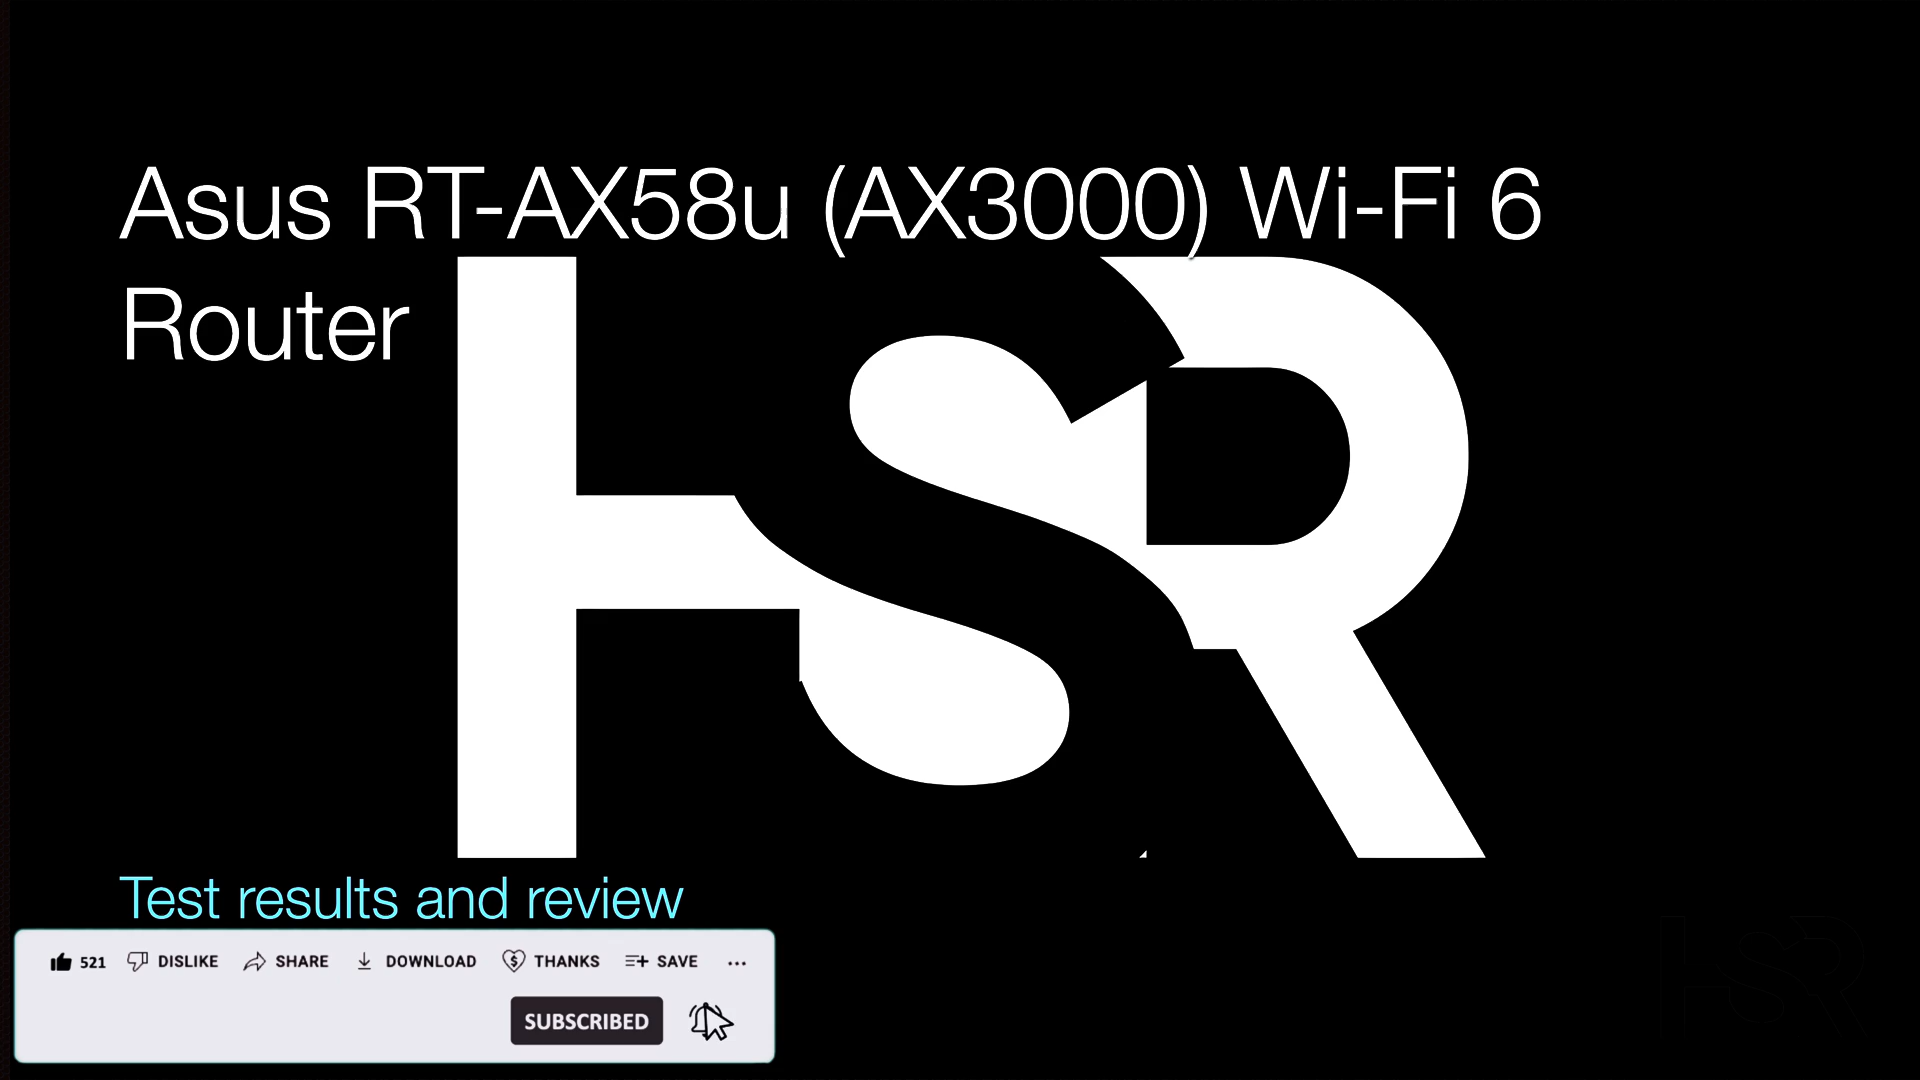 Asus RT-AX58u (AX3000) Wi-Fi 6
Router
HSR
Test results and review
521 DISLIKE SHARE DOWNLOAD THANKS SAVE ...
SUBSCRIBED
HSR